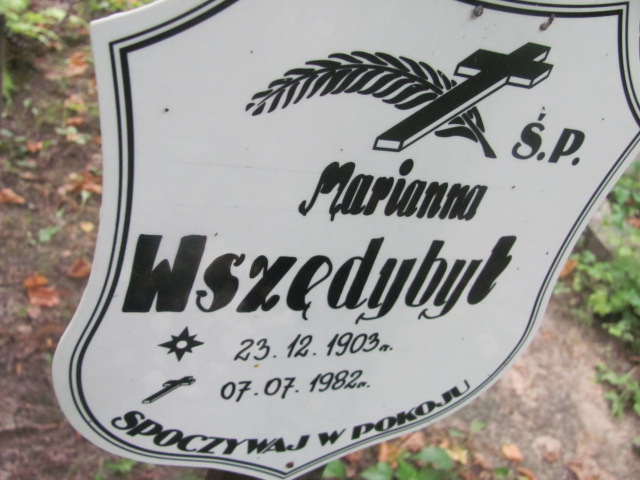 Ś.P.
Marianna
Wszędybył
23.12.1903r.
07.07.1982r.
SPOCZYWAJ W POKOJU